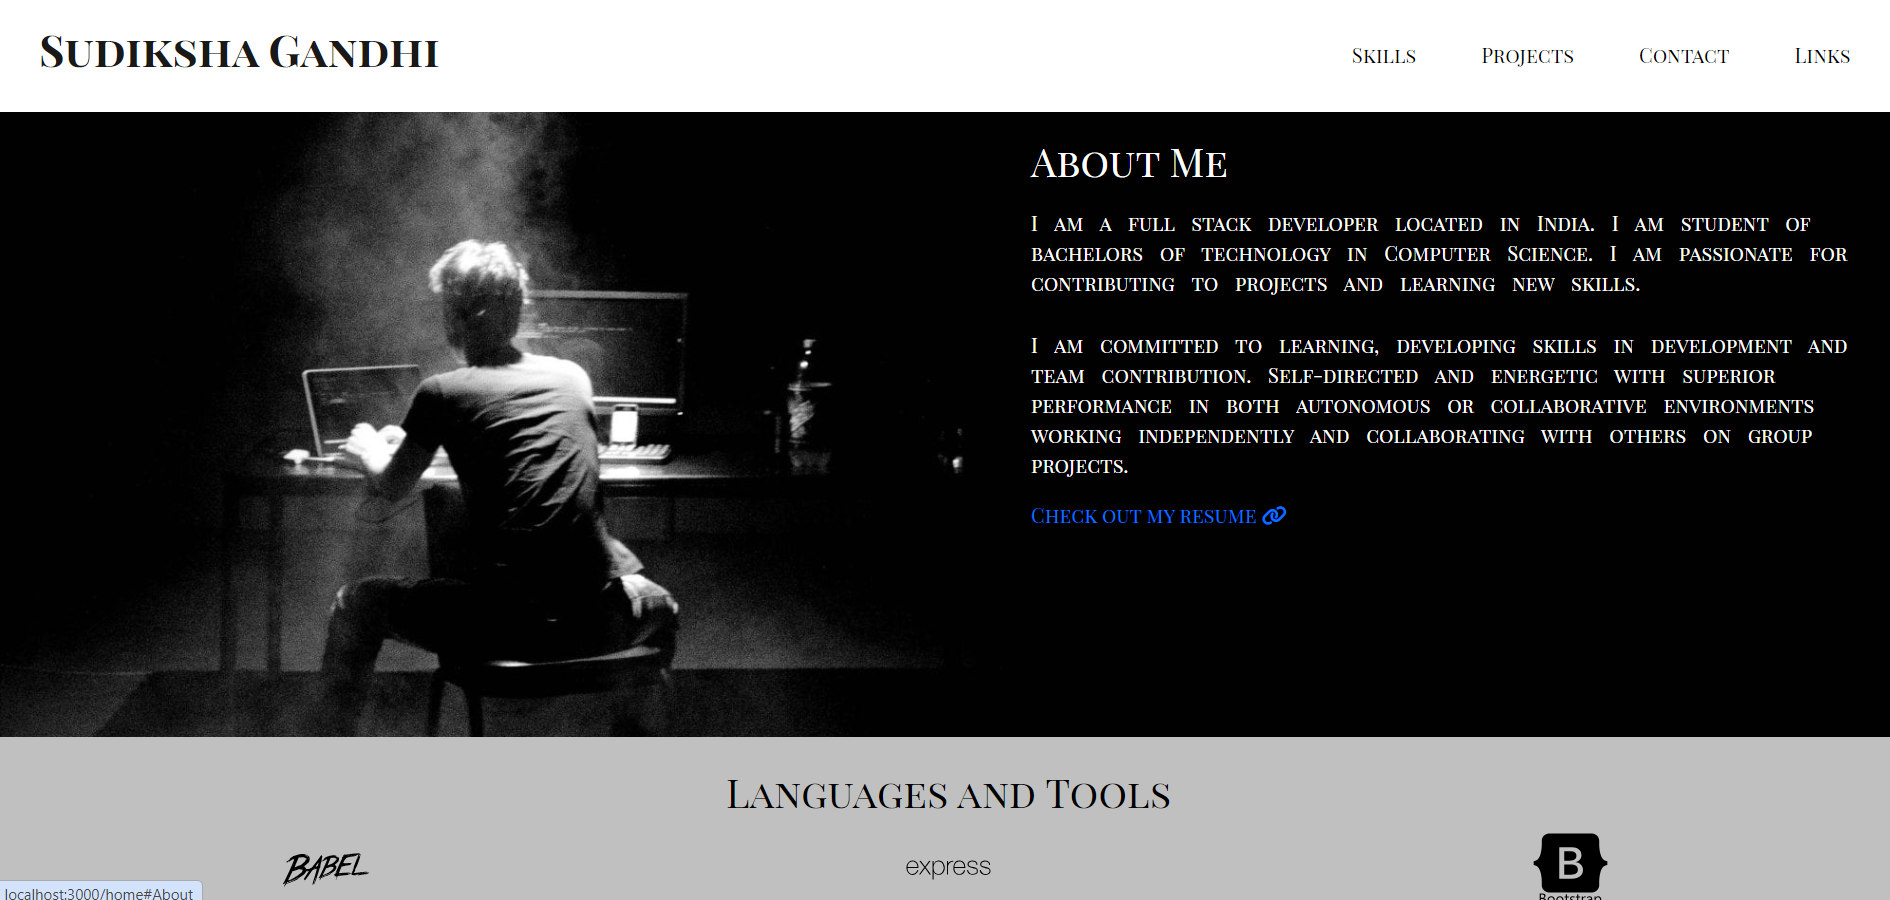 Sudiksha Gandhi
Skills Projects Contact Links
About Me
I am a full stack developer located in India. I am student of
bachelors of technology in Computer Science. I am passionate for
contributing to projects and learning new skills.
I am committed to learning, developing skills in development and
team contribution. Self-directed and energetic with superior
performance in both autonomous or collaborative environments
working independently and collaborating with others on group
projects.
Check out my resume
Languages and Tools
BABEL
express
B
Bootstrap
localhost:3000/home#About